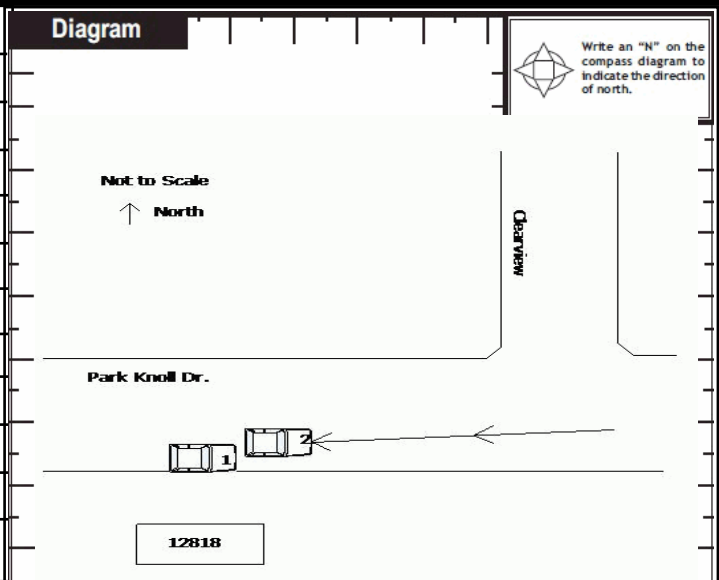 Diagram
Write an “N” on the
compass diagram to
indicate the direction
of north.
Not to Scale
North
Clearview
Park Knoll Dr.
2
1
12818